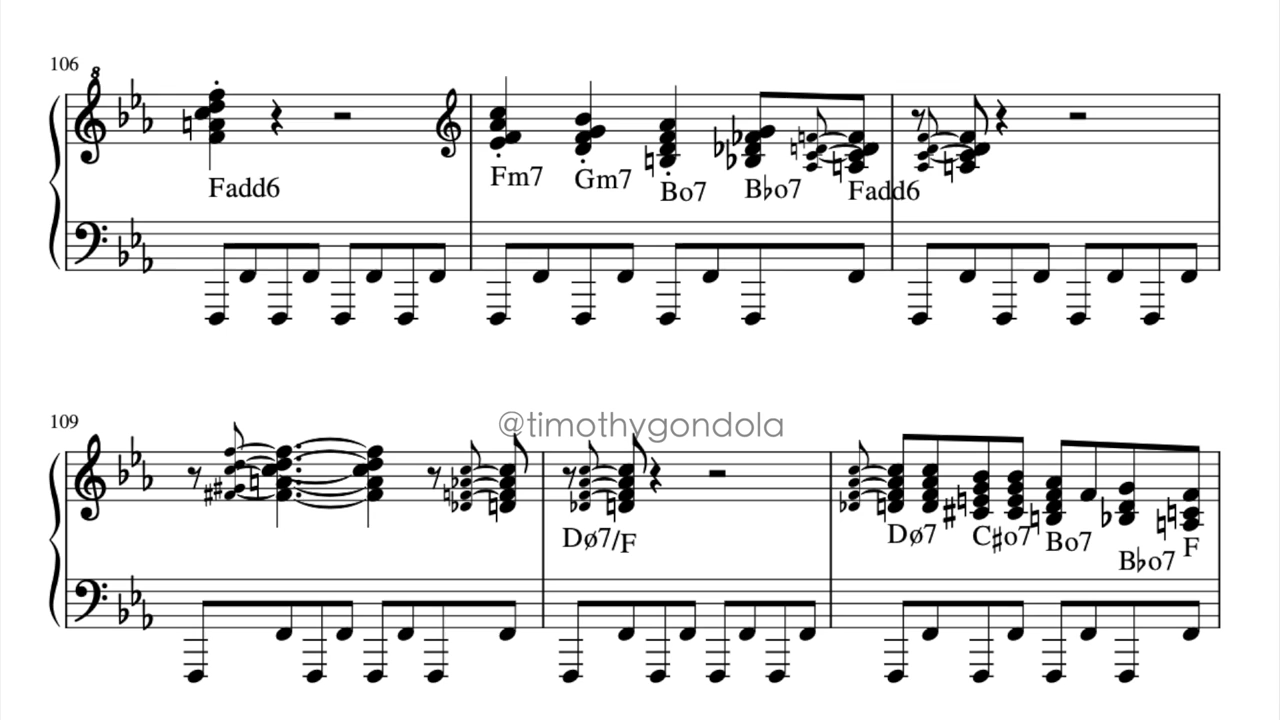 106
8
Fadd6 Fm7 Gm7 Bo7 B♭o7 Fadd6
109
@timothygondola
Dø7/F Dø7 C♯o7 Bo7 B♭o7 F